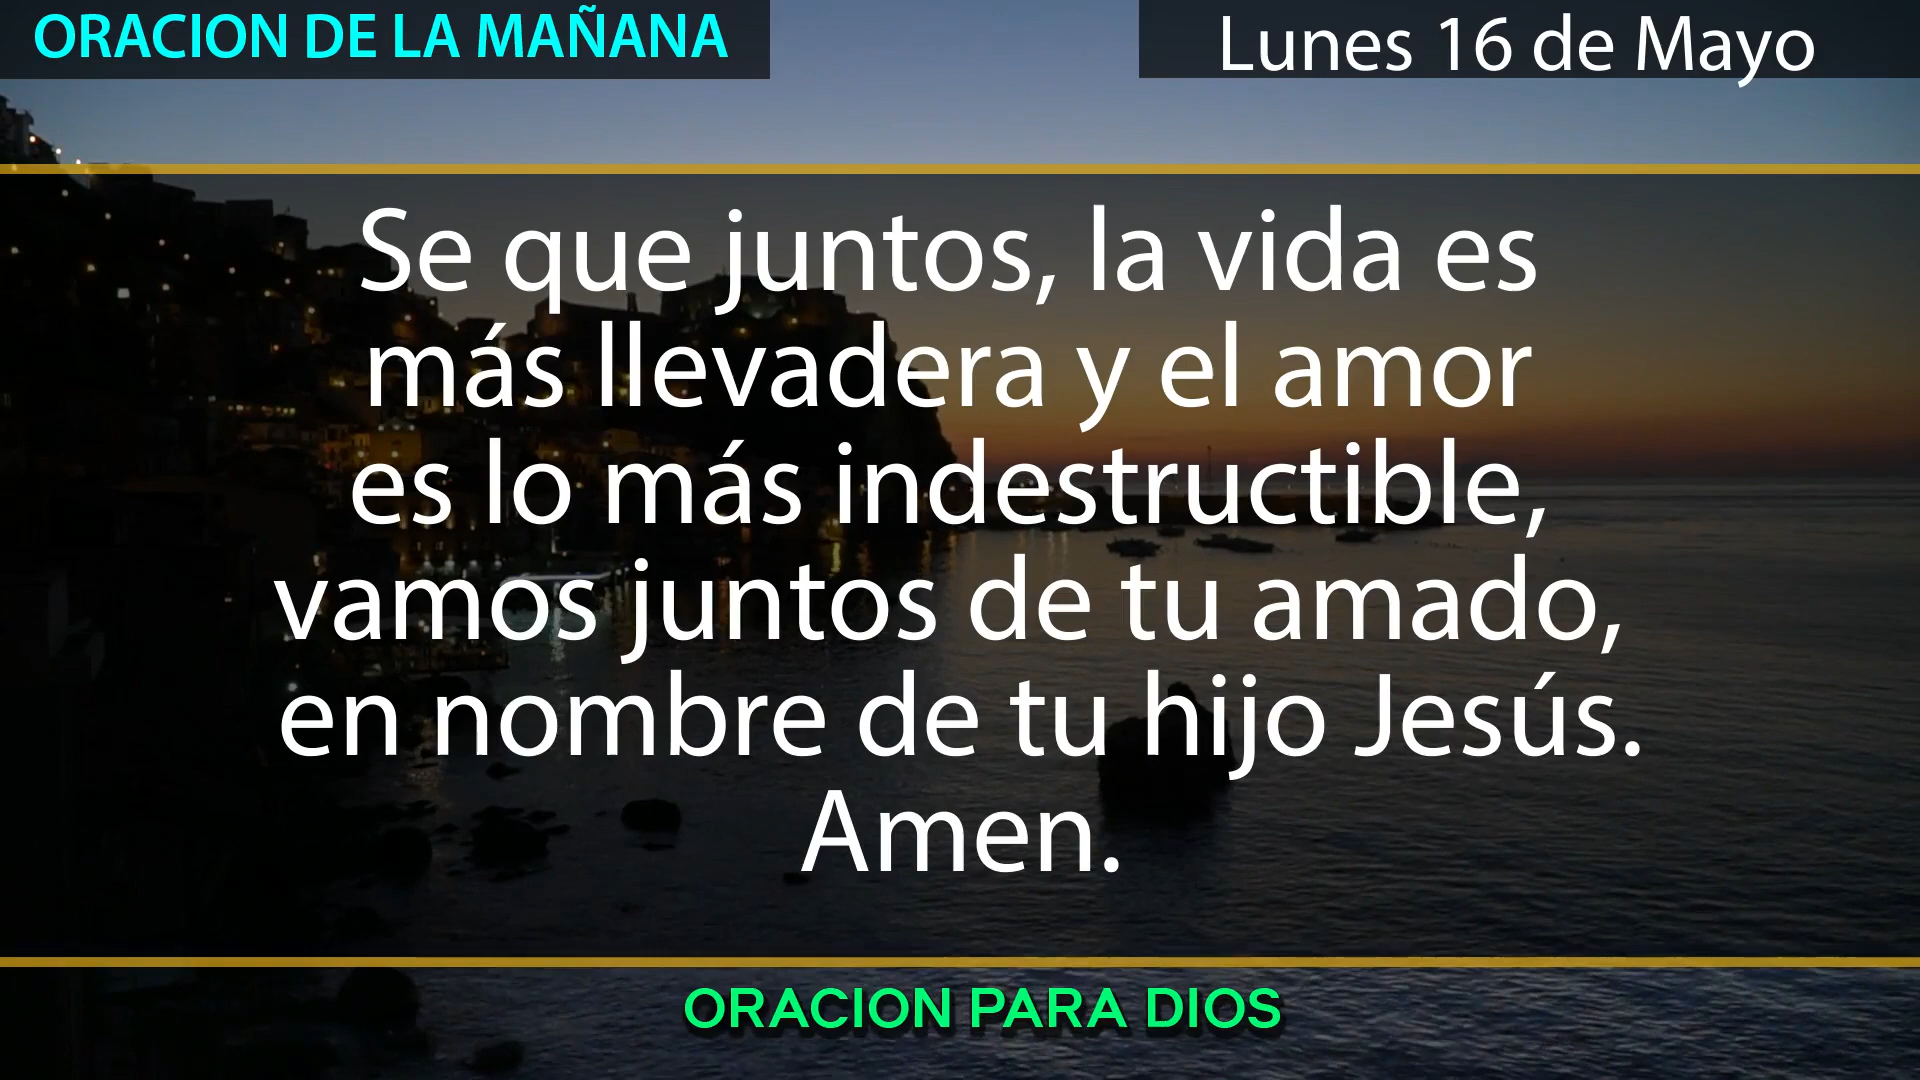 ORACION DE LA MAÑANA
Lunes 16 de Mayo
Se que juntos, la vida es
más llevadera y el amor
es lo más indestructible,
vamos juntos de tu amado,
en nombre de tu hijo Jesús.
Amen.
ORACION PARA DIOS